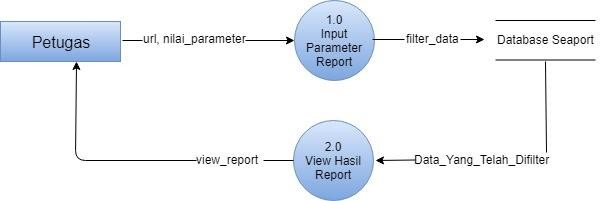 Petugas
url, nilai_parameter
1.0
Input
Parameter
Report
filter_data
Database Seaport
Data_Yang_Telah_Difilter
2.0
View Hasil
Report
view_report